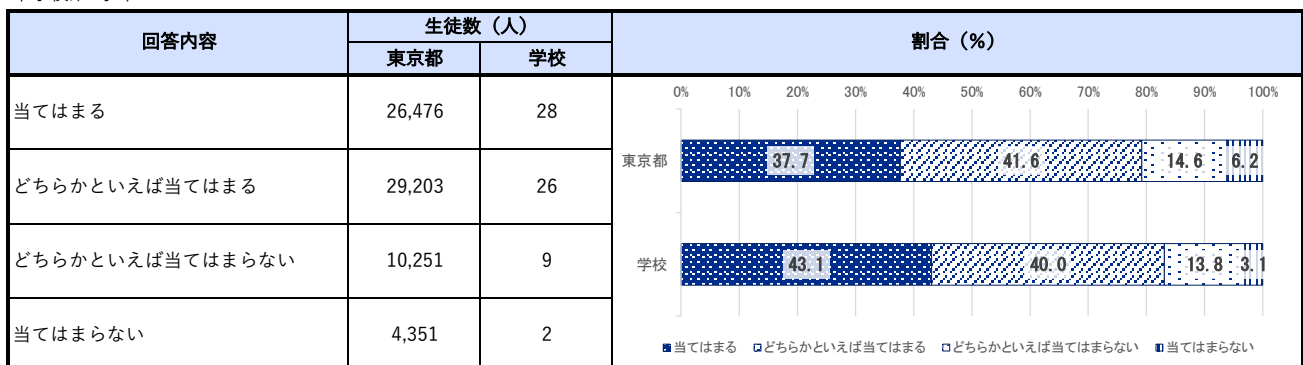 回答内容 生徒数（人） 割合（%）
東京都 学校
当てはまる 26,476 28
どちらかといえば当てはまる 29,203 26
どちらかといえば当てはまらない 10,251 9
当てはまらない 4,351 2
0% 10% 20% 30% 40% 50% 60% 70% 80% 90% 100%
東京都 37.7 41.6 14.6 6.2
学校 43.1 40.0 13.8 3.1
当てはまる どちらかといえば当てはまる どちらかといえば当てはまらない 当てはまらない